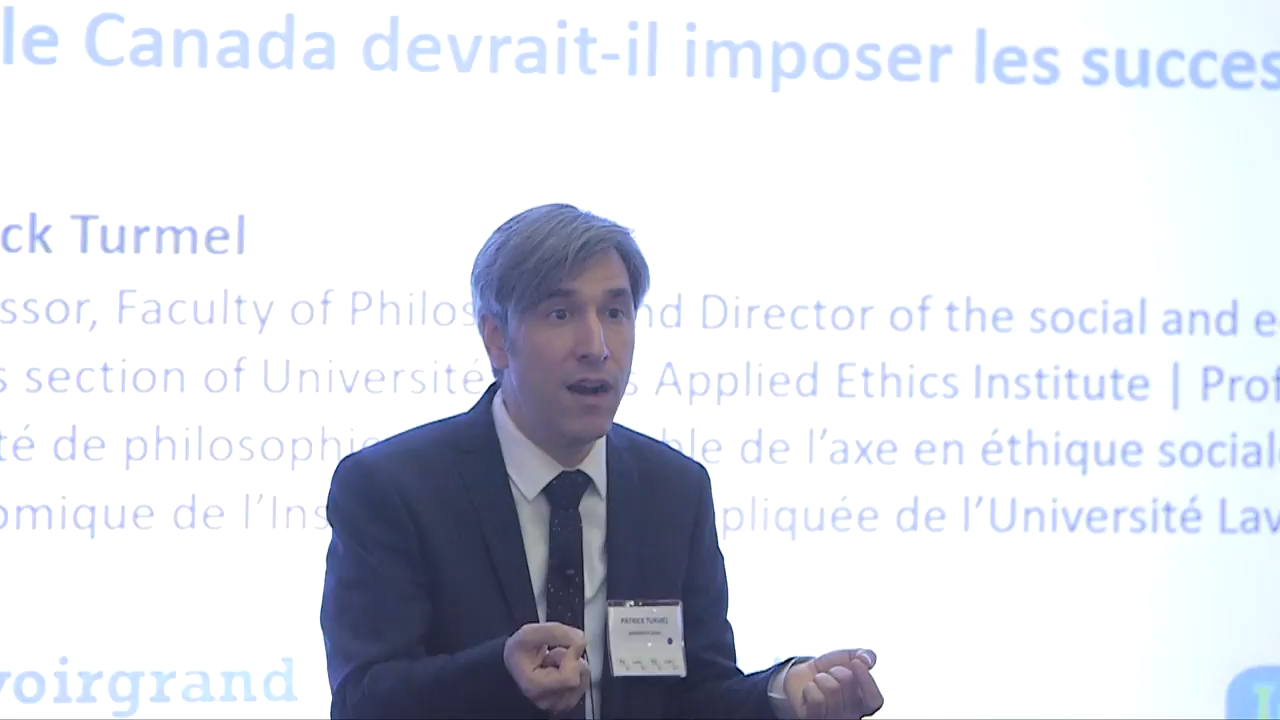 le Canada devrait-il imposer les succes
ck Turmel
ssor, Faculty of Philos nd Director of the social and e
s section of Université s Applied Ethics Institute | Prof
té de philosophie ble de l'axe en éthique sociale
omique de l'Ins pliquée de l'Université Lav
voirgrand
PATRICK TURMEL